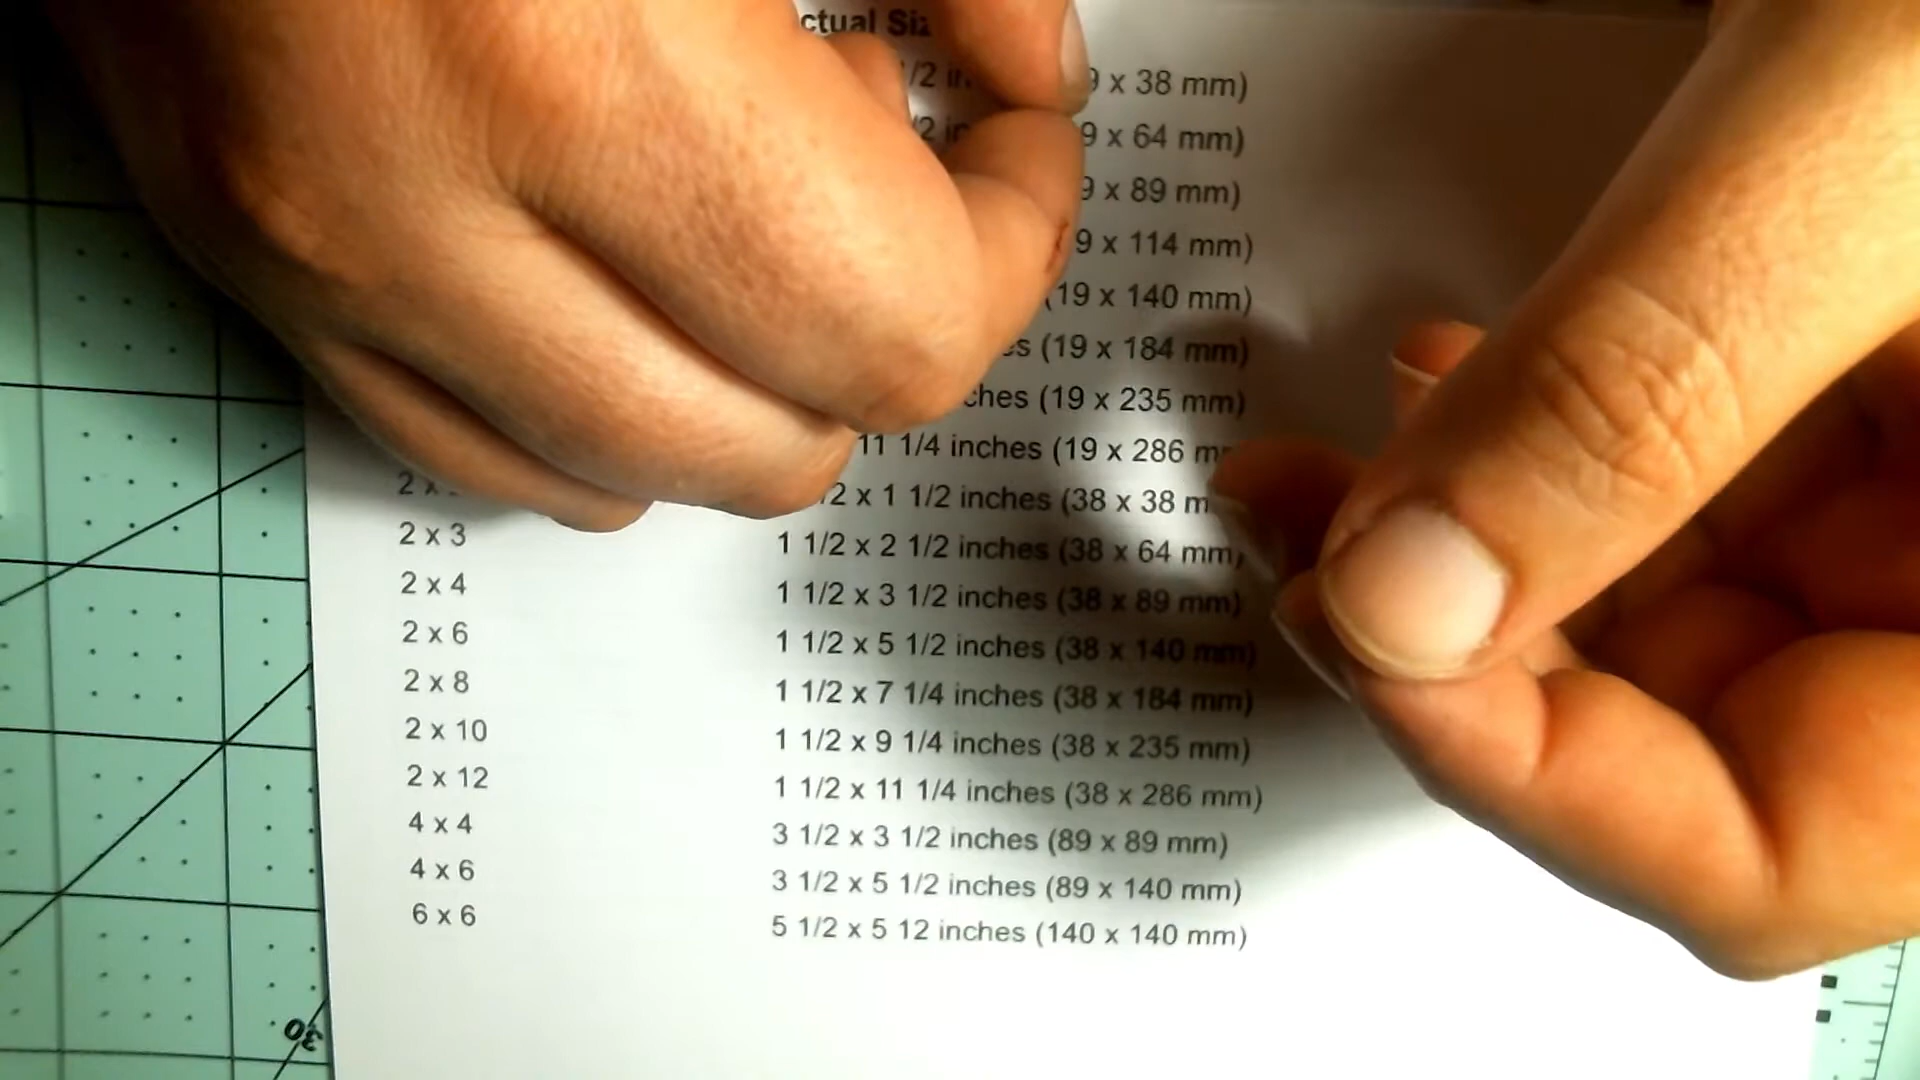 ctual Siz
/2 in 9 x 38 mm)
/2 in 9 x 64 mm)
9 x 89 mm)
9 x 114 mm)
(19 x 140 mm)
es (19 x 184 mm)
ches (19 x 235 mm)
11 1/4 inches (19 x 286 m
2 x /2 x 1 1/2 inches (38 x 38 m
2 x 3 1 1/2 x 2 1/2 inches (38 x 64 mm)
2 x 4 1 1/2 x 3 1/2 inches (38 x 89 mm)
2 x 6 1 1/2 x 5 1/2 inches (38 x 140 mm)
2 x 8 1 1/2 x 7 1/4 inches (38 x 184 mm)
2 x 10 1 1/2 x 9 1/4 inches (38 x 235 mm)
2 x 12 1 1/2 x 11 1/4 inches (38 x 286 mm)
4 x 4 3 1/2 x 3 1/2 inches (89 x 89 mm)
4 x 6 3 1/2 x 5 1/2 inches (89 x 140 mm)
6 x 6 5 1/2 x 5 12 inches (140 x 140 mm)
30